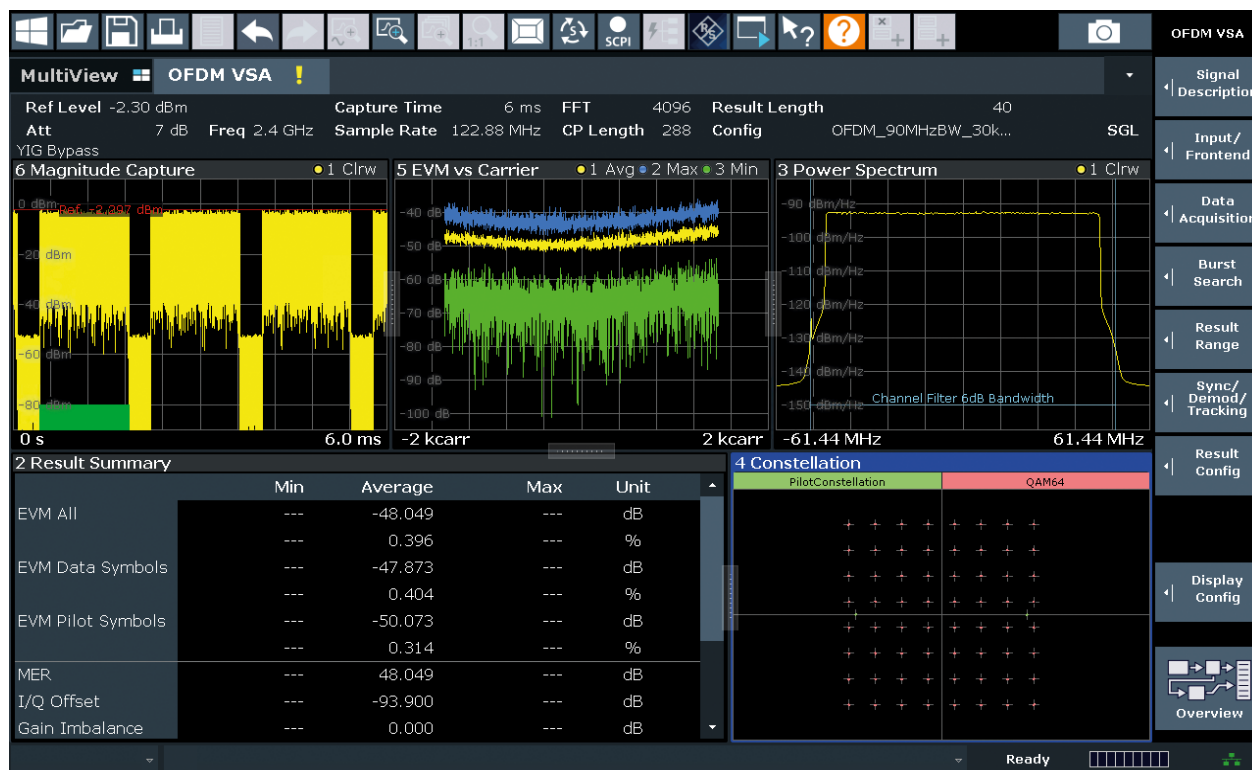 SCPI
1:1
OFDM VSA
MultiView
OFDM VSA !
Ref Level -2.30 dBm Capture Time 6 ms FFT 4096 Result Length 40
Att 7 dB Freq 2.4 GHz Sample Rate 122.88 MHz CP Length 288 Config OFDM_90MHzBW_30k... SGL
YIG Bypass
6 Magnitude Capture 1 Clrw
0 dBm
Ref -2.297 dBm
-20 dBm
-40 dBm
-60 dBm
-80 dBm
0 s 6.0 ms
5 EVM vs Carrier 1 Avg 2 Max 3 Min
-40 dB
-50 dB
-60 dB
-70 dB
-80 dB
-90 dB
-100 dB
-2 kcarr 2 kcarr
3 Power Spectrum 1 Clrw
-90 dBm/Hz
-100 dBm/Hz
-110 dBm/Hz
-120 dBm/Hz
-130 dBm/Hz
-140 dBm/Hz
-150 dBm/Hz
Channel Filter 6dB Bandwidth
-61.44 MHz 61.44 MHz
2 Result Summary
Min Average Max Unit
EVM All --- -48.049 --- dB
--- 0.396 --- %
EVM Data Symbols --- -47.873 --- dB
--- 0.404 --- %
EVM Pilot Symbols --- -50.073 --- dB
--- 0.314 --- %
MER --- 48.049 --- dB
I/Q Offset --- -93.900 --- dB
Gain Imbalance --- 0.000 --- dB
4 Constellation
PilotConstellation QAM64
Signal
Description
Input/
Frontend
Data
Acquisition
Burst
Search
Result
Range
Sync/
Demod/
Tracking
Result
Config
Display
Config
Overview
Ready